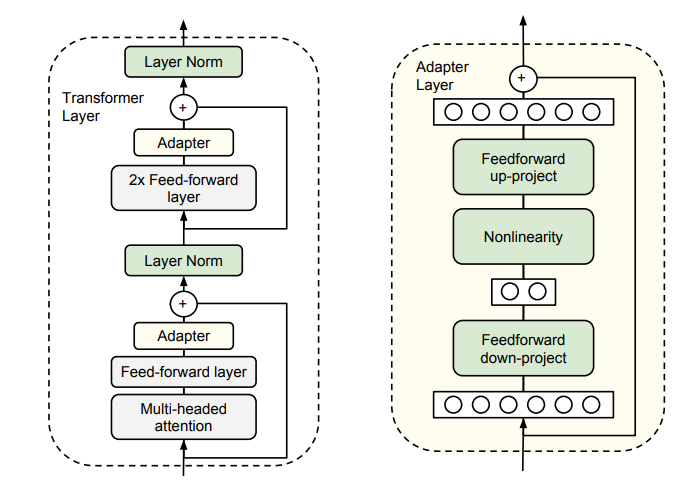 Layer Norm
Transformer
Layer
+
Adapter
2x Feed-forward
layer
Layer Norm
+
Adapter
Feed-forward layer
Multi-headed
attention
Adapter
Layer
+
Feedforward
up-project
Nonlinearity
Feedforward
down-project